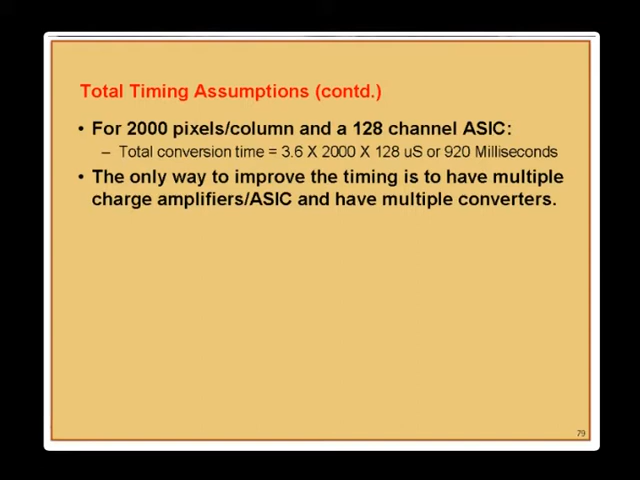 Total Timing Assumptions (contd.)
• For 2000 pixels/column and a 128 channel ASIC:
– Total conversion time = 3.6 X 2000 X 128 uS or 920 Milliseconds
• The only way to improve the timing is to have multiple
charge amplifiers/ASIC and have multiple converters.
79